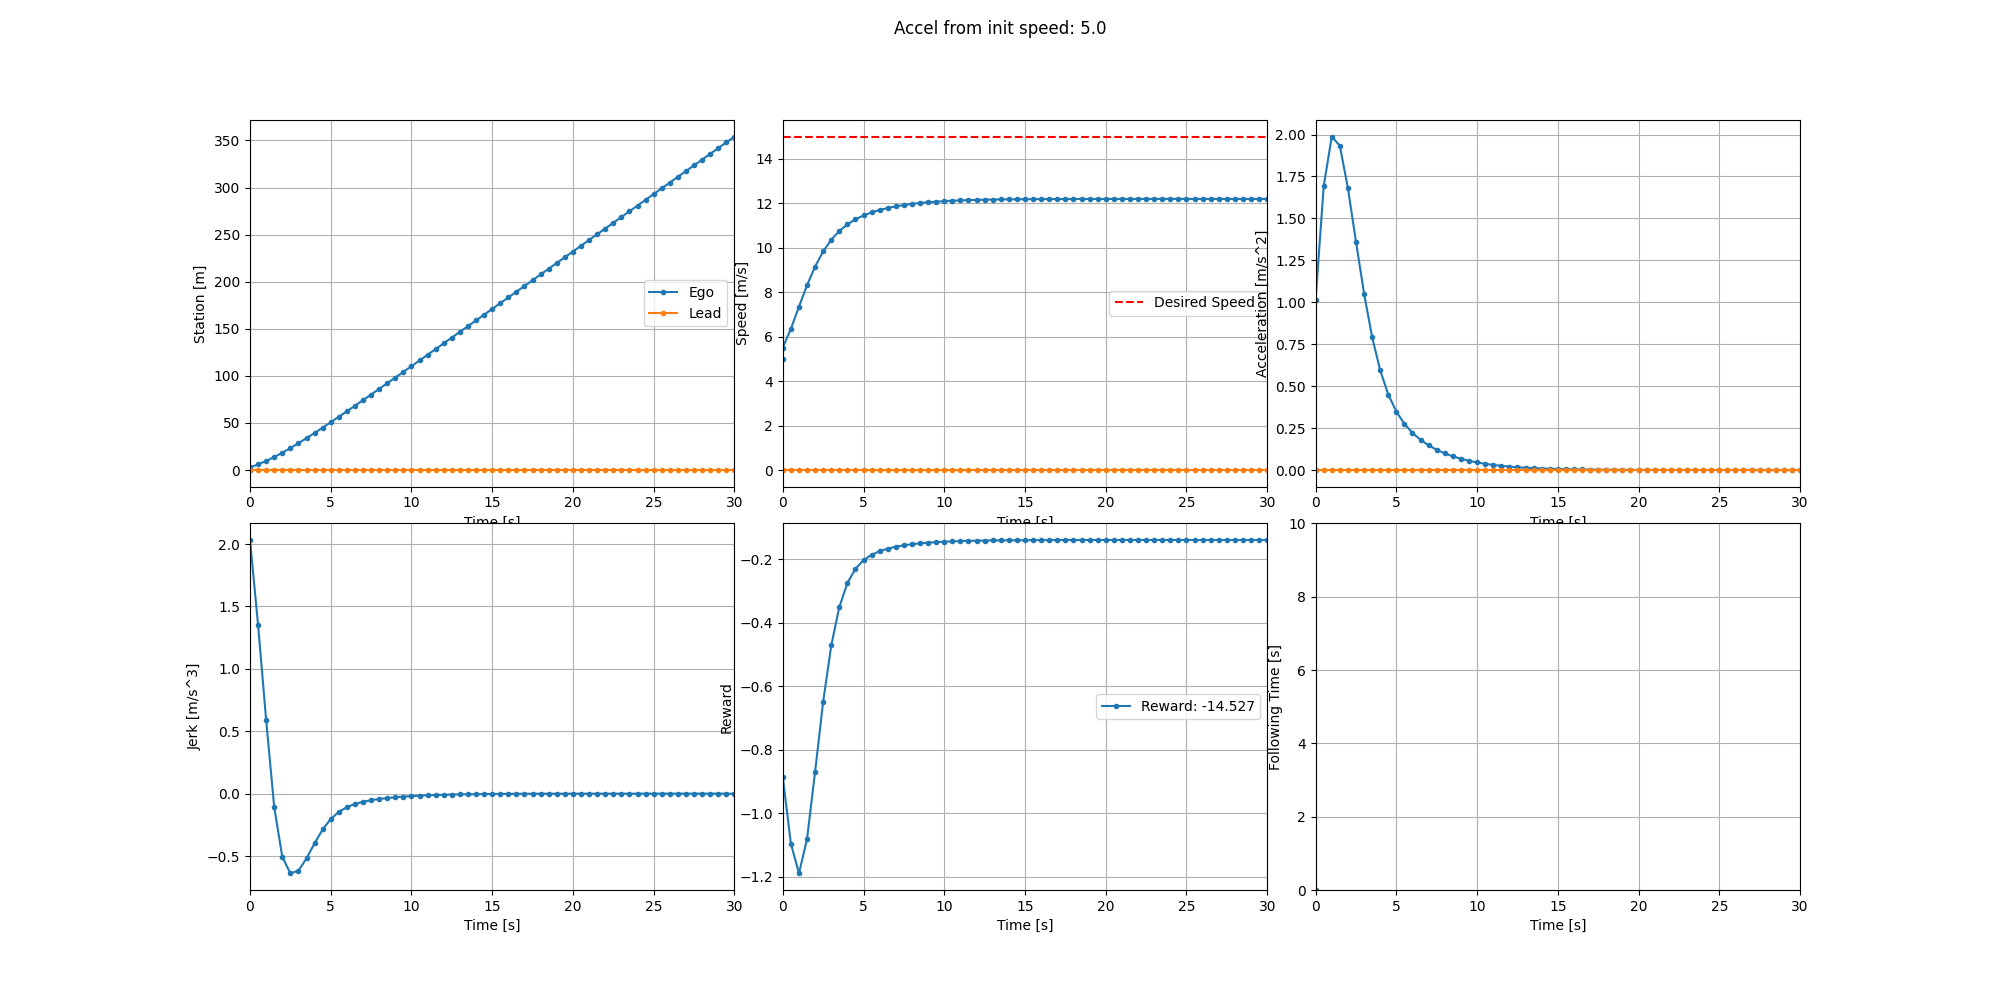 Accel from init speed: 5.0
350
300
250
200
150
100
50
0
Station [m]
Ego
Lead
0 5 10 15 20 25 30
Time [s]
14
12
10
8
6
4
2
0
Speed [m/s]
Desired Speed
0 5 10 15 20 25 30
Time [s]
2.00
1.75
1.50
1.25
1.00
0.75
0.50
0.25
0.00
Acceleration [m/s^2]
0 5 10 15 20 25 30
Time [s]
2.0
1.5
1.0
0.5
0.0
−0.5
Jerk [m/s^3]
0 5 10 15 20 25 30
Time [s]
−0.2
−0.4
−0.6
−0.8
−1.0
−1.2
Reward
Reward: -14.527
0 5 10 15 20 25 30
Time [s]
10
8
6
4
2
0
Following Time [s]
0 5 10 15 20 25 30
Time [s]